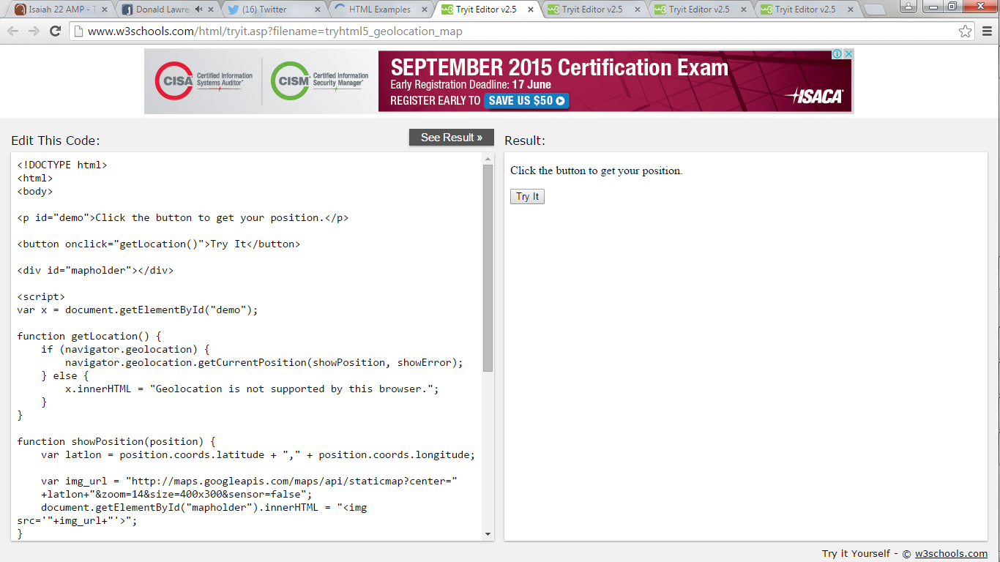 Isaiah 22 AMP - T
Donald Lawre
(16) Twitter
HTML Examples
Tryit Editor v2.5
Tryit Editor v2.5
Tryit Editor v2.5
Tryit Editor v2.5
www.w3schools.com/html/tryit.asp?filename=tryhtml5_geolocation_map
CISA Certified Information Systems Auditor®
CISM® Certified Information Security Manager®
SEPTEMBER 2015 Certification Exam
Early Registration Deadline: 17 June
REGISTER EARLY TO SAVE US $50
ISACA®
Edit This Code:
See Result »
Result:
<!DOCTYPE html>
<html>
<body>
<p id="demo">Click the button to get your position.</p>
<button onclick="getLocation()">Try It</button>
<div id="mapholder"></div>
<script>
var x = document.getElementById("demo");
function getLocation() {
    if (navigator.geolocation) {
        navigator.geolocation.getCurrentPosition(showPosition, showError);
    } else {
        x.innerHTML = "Geolocation is not supported by this browser.";
    }
}
function showPosition(position) {
    var latlon = position.coords.latitude + "," + position.coords.longitude;
    var img_url = "http://maps.googleapis.com/maps/api/staticmap?center="
    +latlon+"&zoom=14&size=400x300&sensor=false";
    document.getElementById("mapholder").innerHTML = "<img
src='"+img_url+"'>";
}
Click the button to get your position.
Try It
Try it Yourself - © w3schools.com